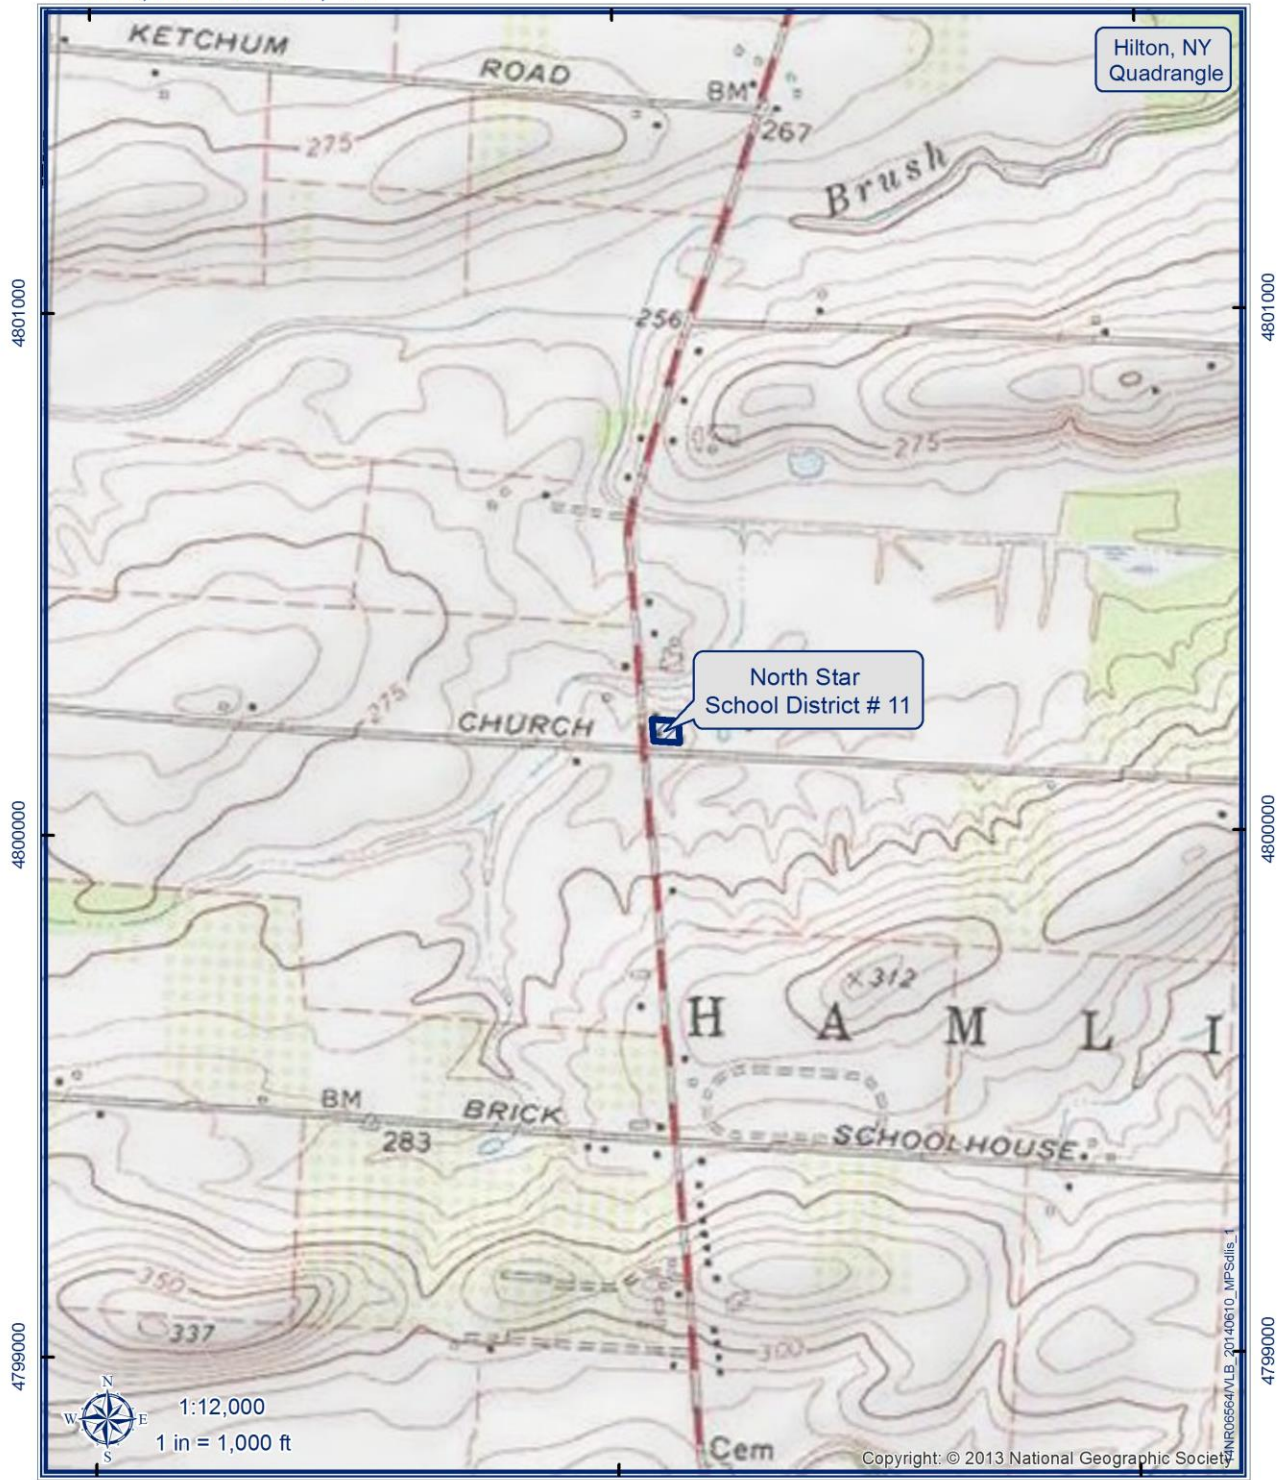 KETCHUM
ROAD
Hilton, NY
Quadrangle
BM
267
275
Brush
4801000
4801000
256
275
North Star
School District # 11
275
CHURCH
4800000
4800000
312
H A M L I
BM
BRICK
283
SCHOOLHOUSE
350
337
300
4799000
4799000
N
W E
S
1:12,000
1 in = 1,000 ft
Cem
Copyright: © 2013 National Geographic Society